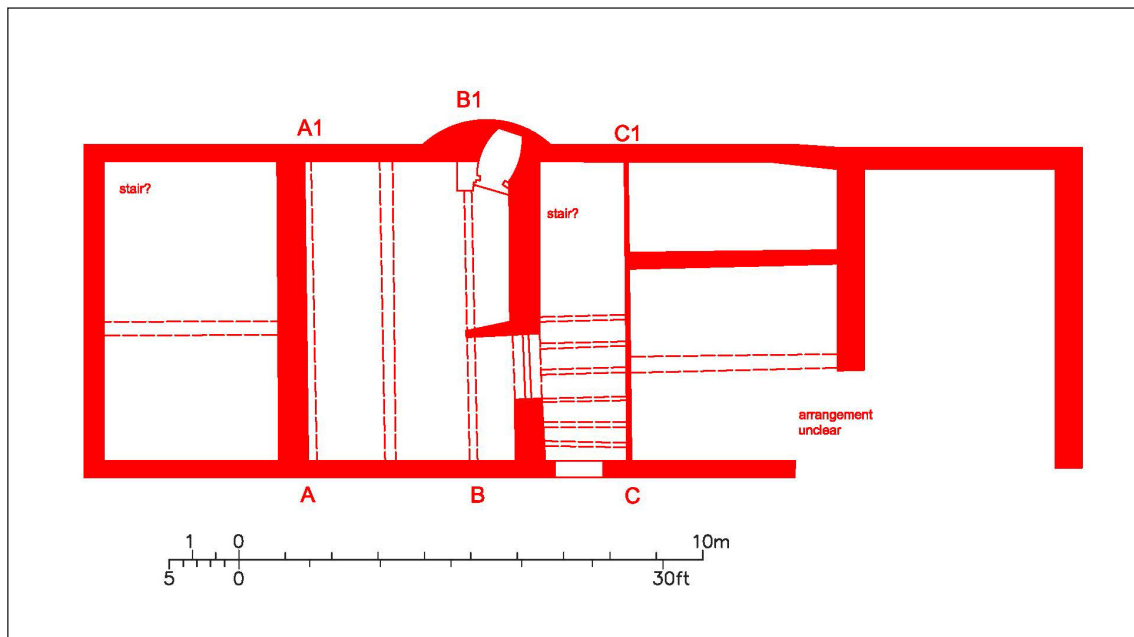 B1
A1
C1
stair?
stair?
arrangement
unclear
A
B
C
1 0 10m
5 0 30ft